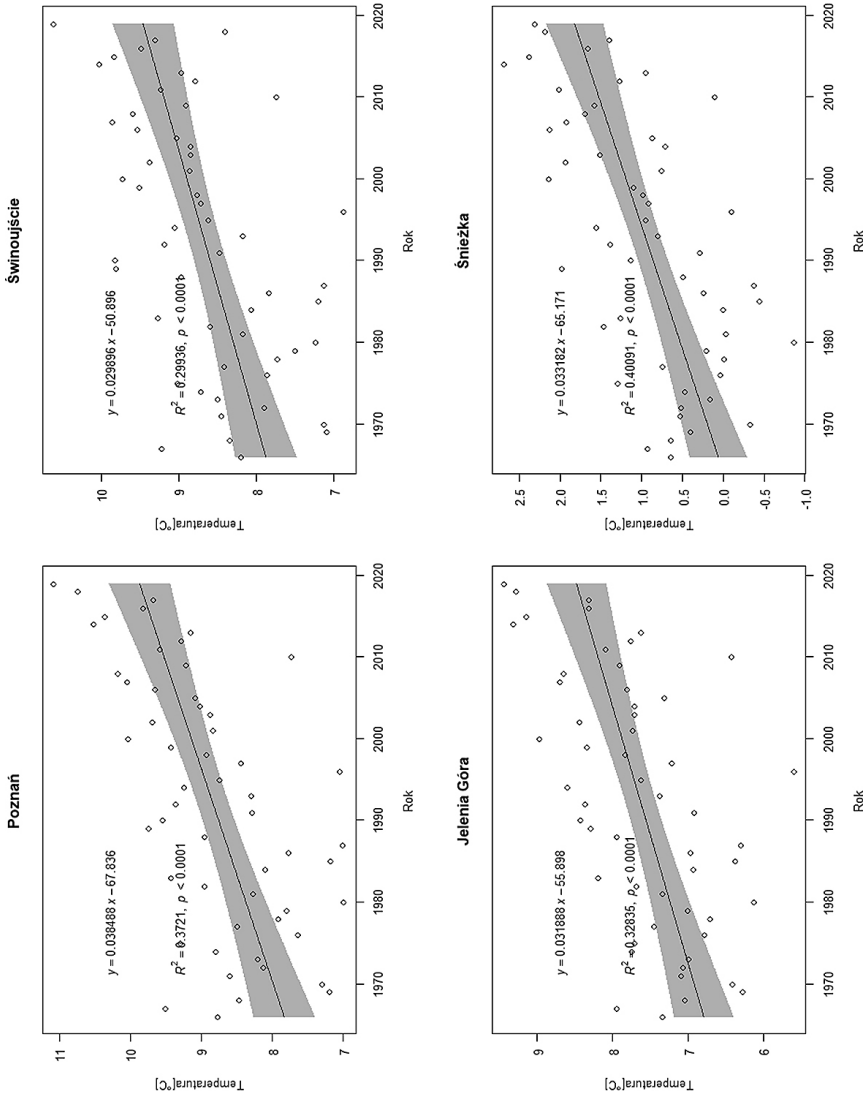 Poznań
y = 0.038488 x − 67.836
R² = 0.3721, p < 0.0001
Temperatura[°C]
11
10
9
8
7
1970
1980
1990
2000
2010
2020
Rok
Świnoujście
y = 0.029896 x − 50.896
R² = 0.29936, p < 0.0001
Temperatura[°C]
10
9
8
7
1970
1980
1990
2000
2010
2020
Rok
Jelenia Góra
y = 0.031888 x − 55.898
R² = 0.32835, p < 0.0001
Temperatura[°C]
9
8
7
6
1970
1980
1990
2000
2010
2020
Rok
Śnieżka
y = 0.033182 x − 65.171
R² = 0.40091, p < 0.0001
Temperatura[°C]
2.5
2.0
1.5
1.0
0.5
0.0
-0.5
-1.0
1970
1980
1990
2000
2010
2020
Rok